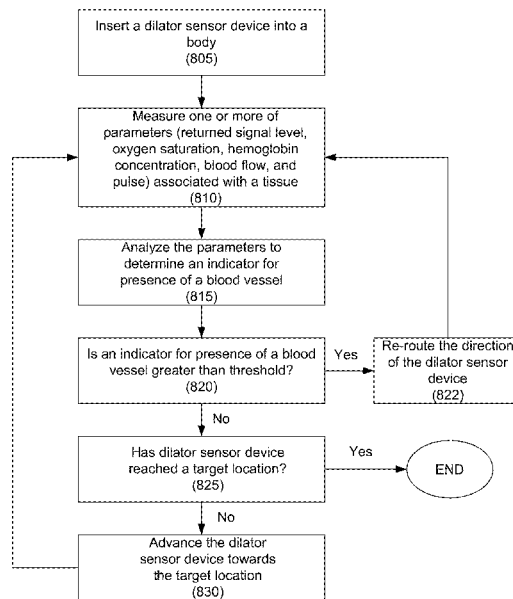 Insert a dilator sensor device into a
body
(805)
Measure one or more of
parameters (returned signal level,
oxygen saturation, hemoglobin
concentration, blood flow, and
pulse) associated with a tissue
(810)
Analyze the parameters to
determine an indicator for
presence of a blood vessel
(815)
Is an indicator for presence of a blood
vessel greater than threshold?
(820)
Yes
Re-route the direction
of the dilator sensor
device
(822)
No
Has dilator sensor device
reached a target location?
(825)
Yes
END
No
Advance the dilator
sensor device towards
the target location
(830)